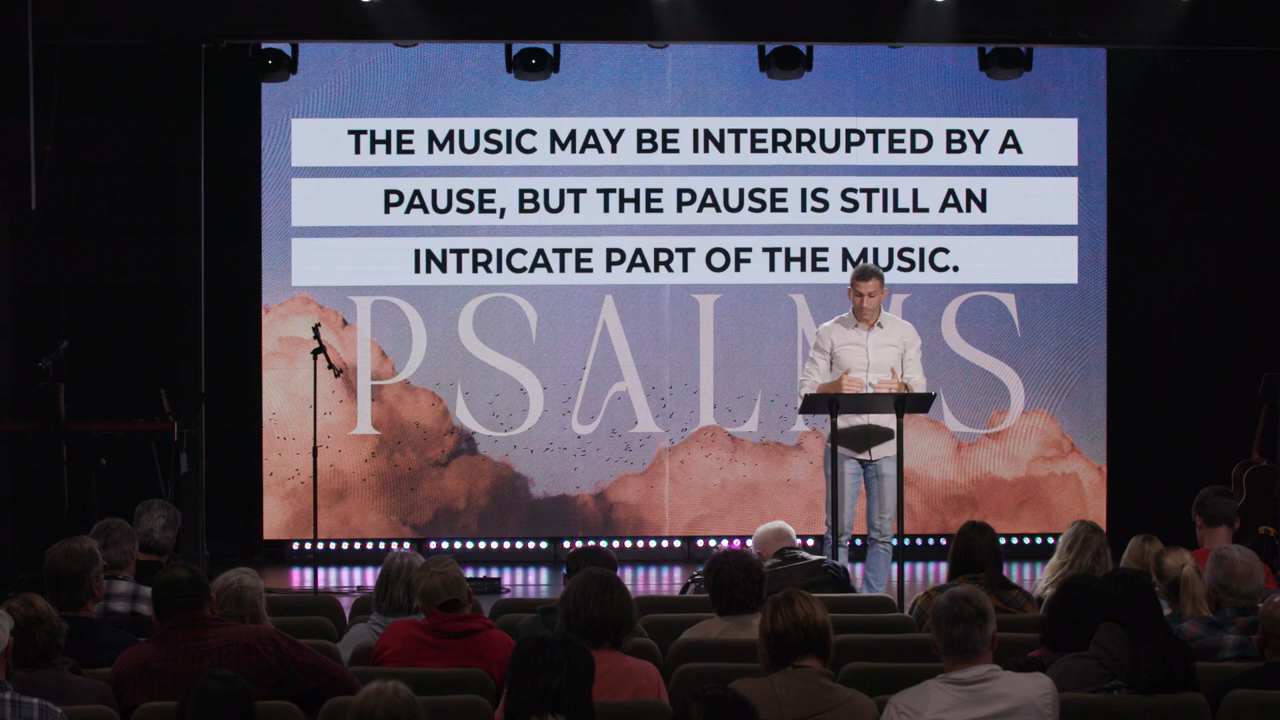 THE MUSIC MAY BE INTERRUPTED BY A
PAUSE, BUT THE PAUSE IS STILL AN
INTRICATE PART OF THE MUSIC.
PSALMS